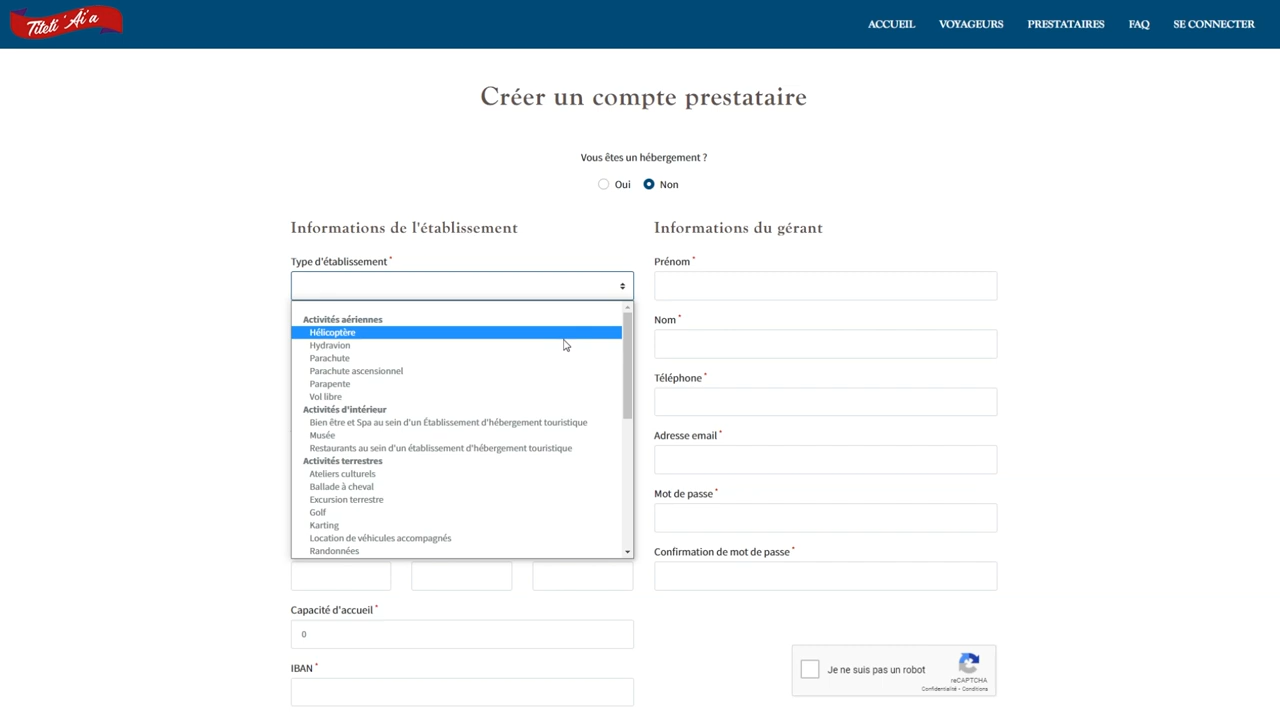 Titeli 'Ai'a
ACCUEIL VOYAGEURS PRESTATAIRES FAQ SE CONNECTER
Créer un compte prestataire
Vous êtes un hébergement ?
Oui Non
Informations de l'établissement
Type d'établissement *
Activités aériennes
Hélicoptère
Hydravion
Parachute
Parachute ascensionnel
Parapente
Vol libre
Activités d'intérieur
Bien être et Spa au sein d'un Établissement d'hébergement touristique
Musée
Restaurants au sein d'un établissement d'hébergement touristique
Activités terrestres
Ateliers culturels
Ballade à cheval
Excursion terrestre
Golf
Karting
Location de véhicules accompagnés
Randonnées
Capacité d'accueil *
0
IBAN *
Informations du gérant
Prénom *
Nom *
Téléphone *
Adresse email *
Mot de passe *
Confirmation de mot de passe *
Je ne suis pas un robot
reCAPTCHA
Confidentialité - Conditions